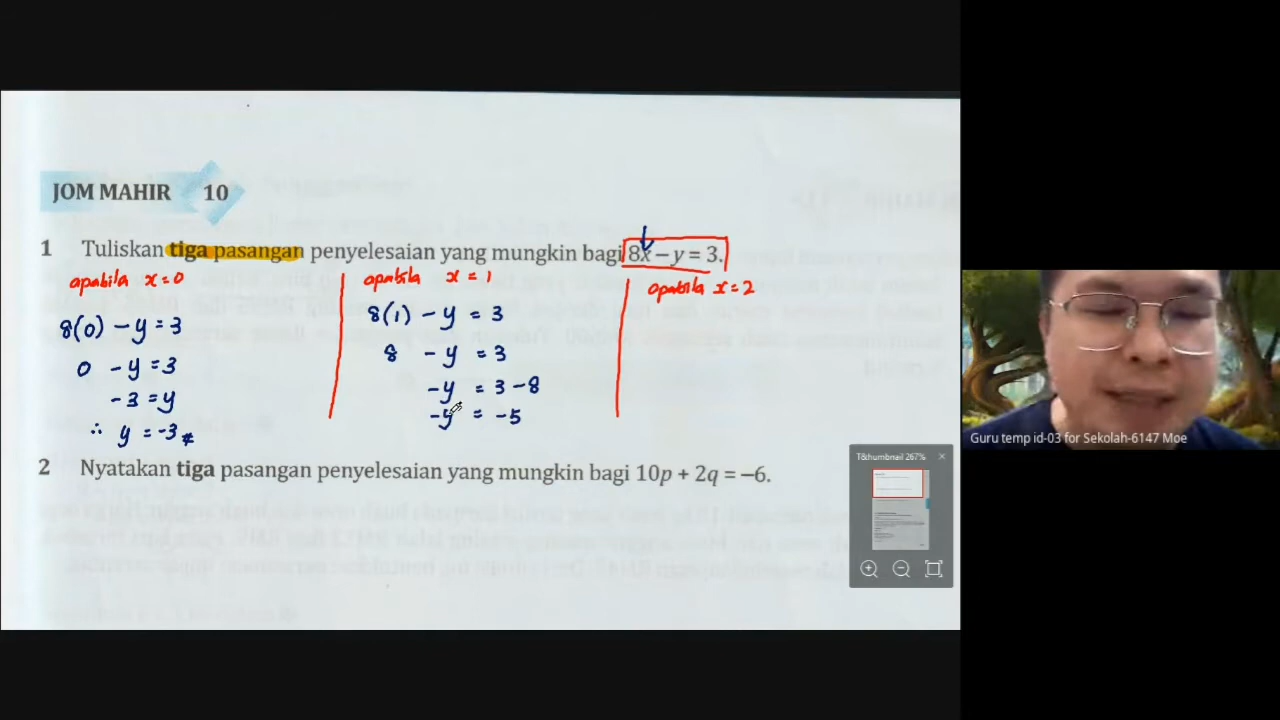 JOM MAHIR 10
1 Tuliskan tiga pasangan penyelesaian yang mungkin bagi 8x − y = 3.
apabila x = 0
8(0) − y = 3
0 − y = 3
−3 = y
∴ y = −3
apabila x = 1
8(1) − y = 3
8 − y = 3
−y = 3 − 8
−y = −5
apabila x = 2
2 Nyatakan tiga pasangan penyelesaian yang mungkin bagi 10p + 2q = −6.
T&humbnail 267%
Guru temp id-03 for Sekolah-6147 Moe